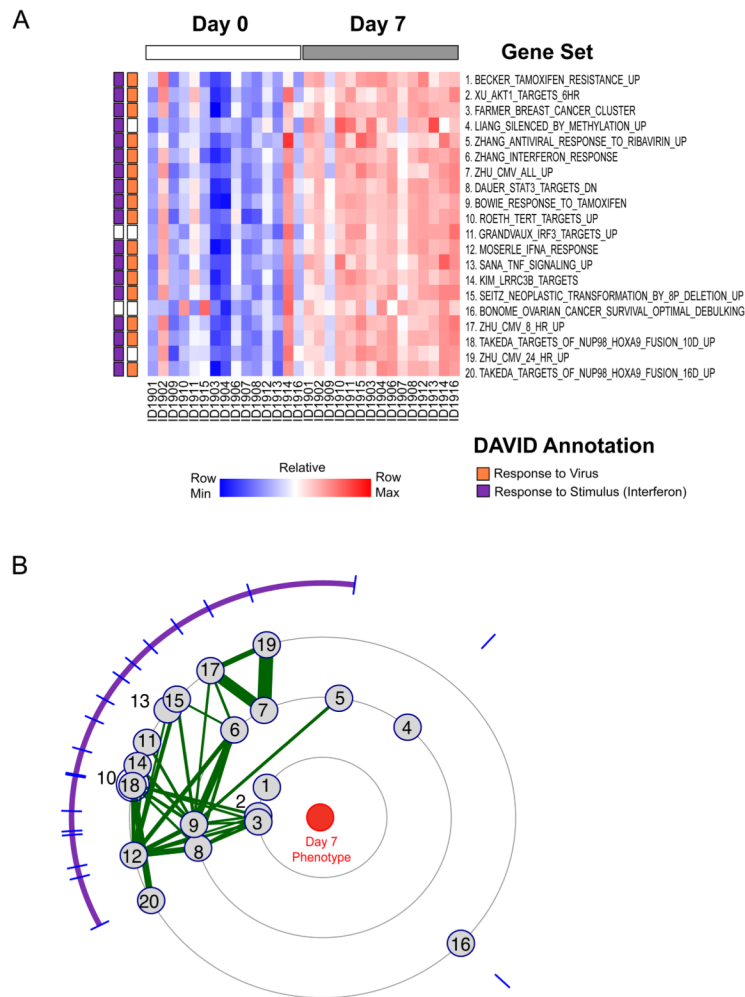 A
Day 0
Day 7
Gene Set
1. BECKER_TAMOXIFEN_RESISTANCE_UP
2. XU_AKT1_TARGETS_6HR
3. FARMER_BREAST_CANCER_CLUSTER
4. LIANG_SILENCED_BY_METHYLATION_UP
5. ZHANG_ANTIVIRAL_RESPONSE_TO_RIBAVIRIN_UP
6. ZHANG_INTERFERON_RESPONSE
7. ZHU_CMV_ALL_UP
8. DAUER_STAT3_TARGETS_DN
9. BOWIE_RESPONSE_TO_TAMOXIFEN
10. ROETH_TERT_TARGETS_UP
11. GRANDVAUX_IRF3_TARGETS_UP
12. MOSERLE_IFNA_RESPONSE
13. SANA_TNF_SIGNALING_UP
14. KIM_LRRC3B_TARGETS
15. SEITZ_NEOPLASTIC_TRANSFORMATION_BY_8P_DELETION_UP
16. BONOME_OVARIAN_CANCER_SURVIVAL_OPTIMAL_DEBULKING
17. ZHU_CMV_8_HR_UP
18. TAKEDA_TARGETS_OF_NUP98_HOXA9_FUSION_10D_UP
19. ZHU_CMV_24_HR_UP
20. TAKEDA_TARGETS_OF_NUP98_HOXA9_FUSION_16D_UP
ID1901
ID1902
ID1909
ID1910
ID1911
ID1915
ID1903
ID1904
ID1906
ID1907
ID1908
ID1912
ID1913
ID1914
ID1916
ID1901
ID1902
ID1909
ID1910
ID1911
ID1915
ID1903
ID1904
ID1906
ID1907
ID1908
ID1912
ID1913
ID1914
ID1916
DAVID Annotation
Response to Virus
Response to Stimulus (Interferon)
Relative
Row Min
Row Max
B
19
17
15
13
7
5
4
6
11
14
10
18
1
2
3
9
8
12
20
16
Day 7
Phenotype